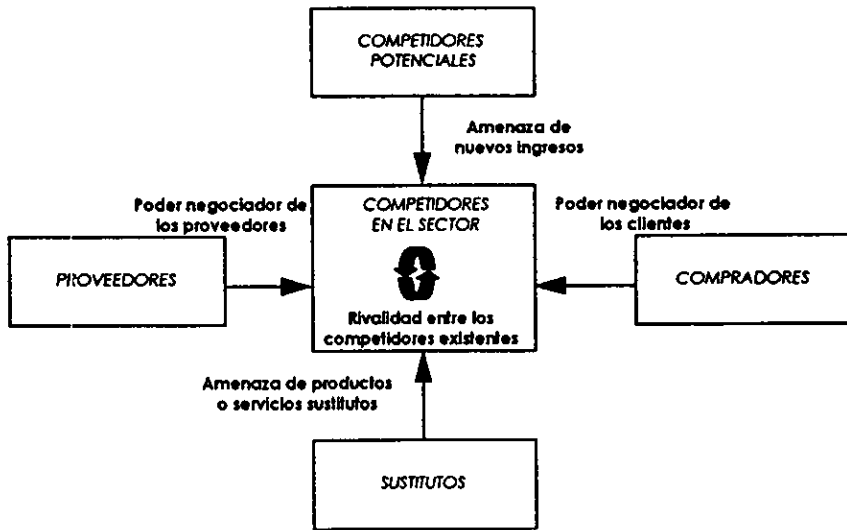 COMPETIDORES
POTENCIALES
Amenaza de
nuevos ingresos
Poder negociador de
los proveedores
COMPETIDORES
EN EL SECTOR
Poder negociador de
los clientes
PROVEEDORES
COMPRADORES
Rivalidad entre los
competidores existentes
Amenaza de productos
o servicios sustitutos
SUSTITUTOS